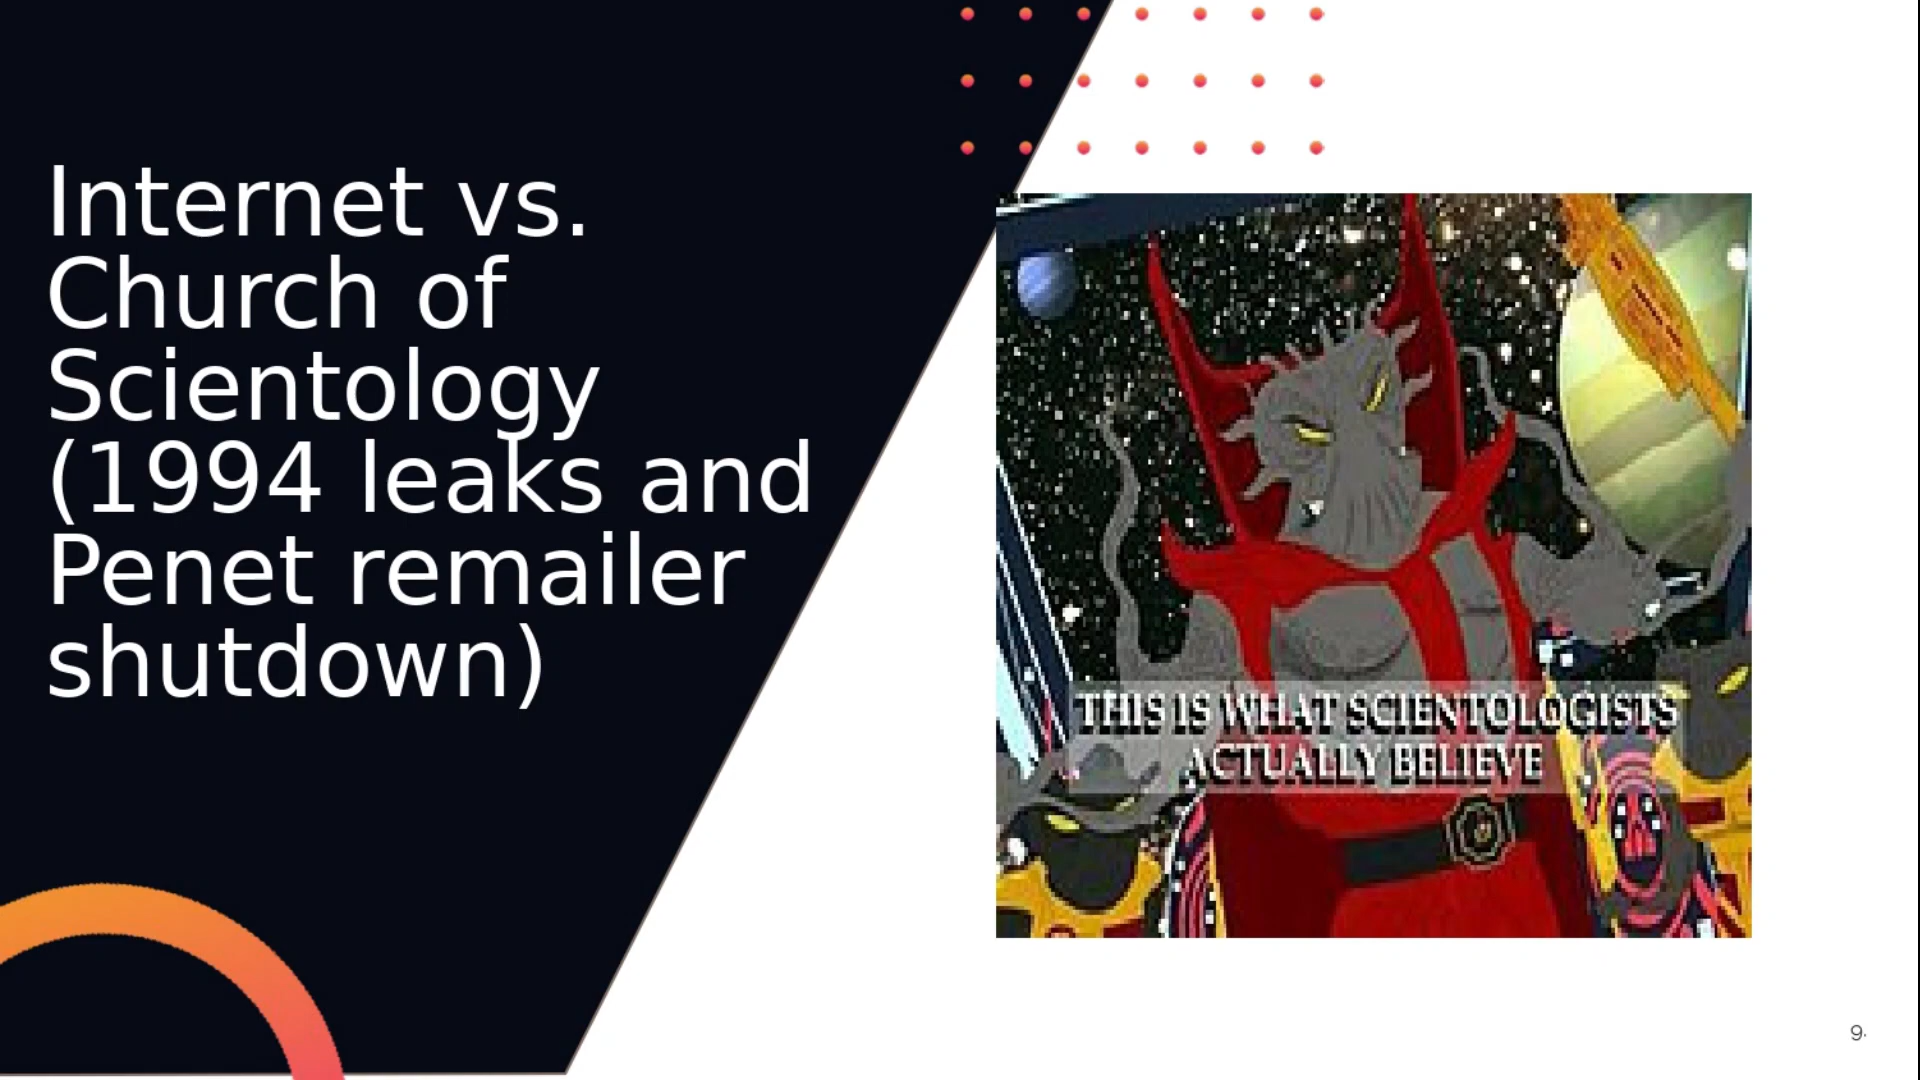 Internet vs.
Church of
Scientology
(1994 leaks and
Penet remailer
shutdown)
THIS IS WHAT SCIENTOLOGISTS
ACTUALLY BELIEVE
9